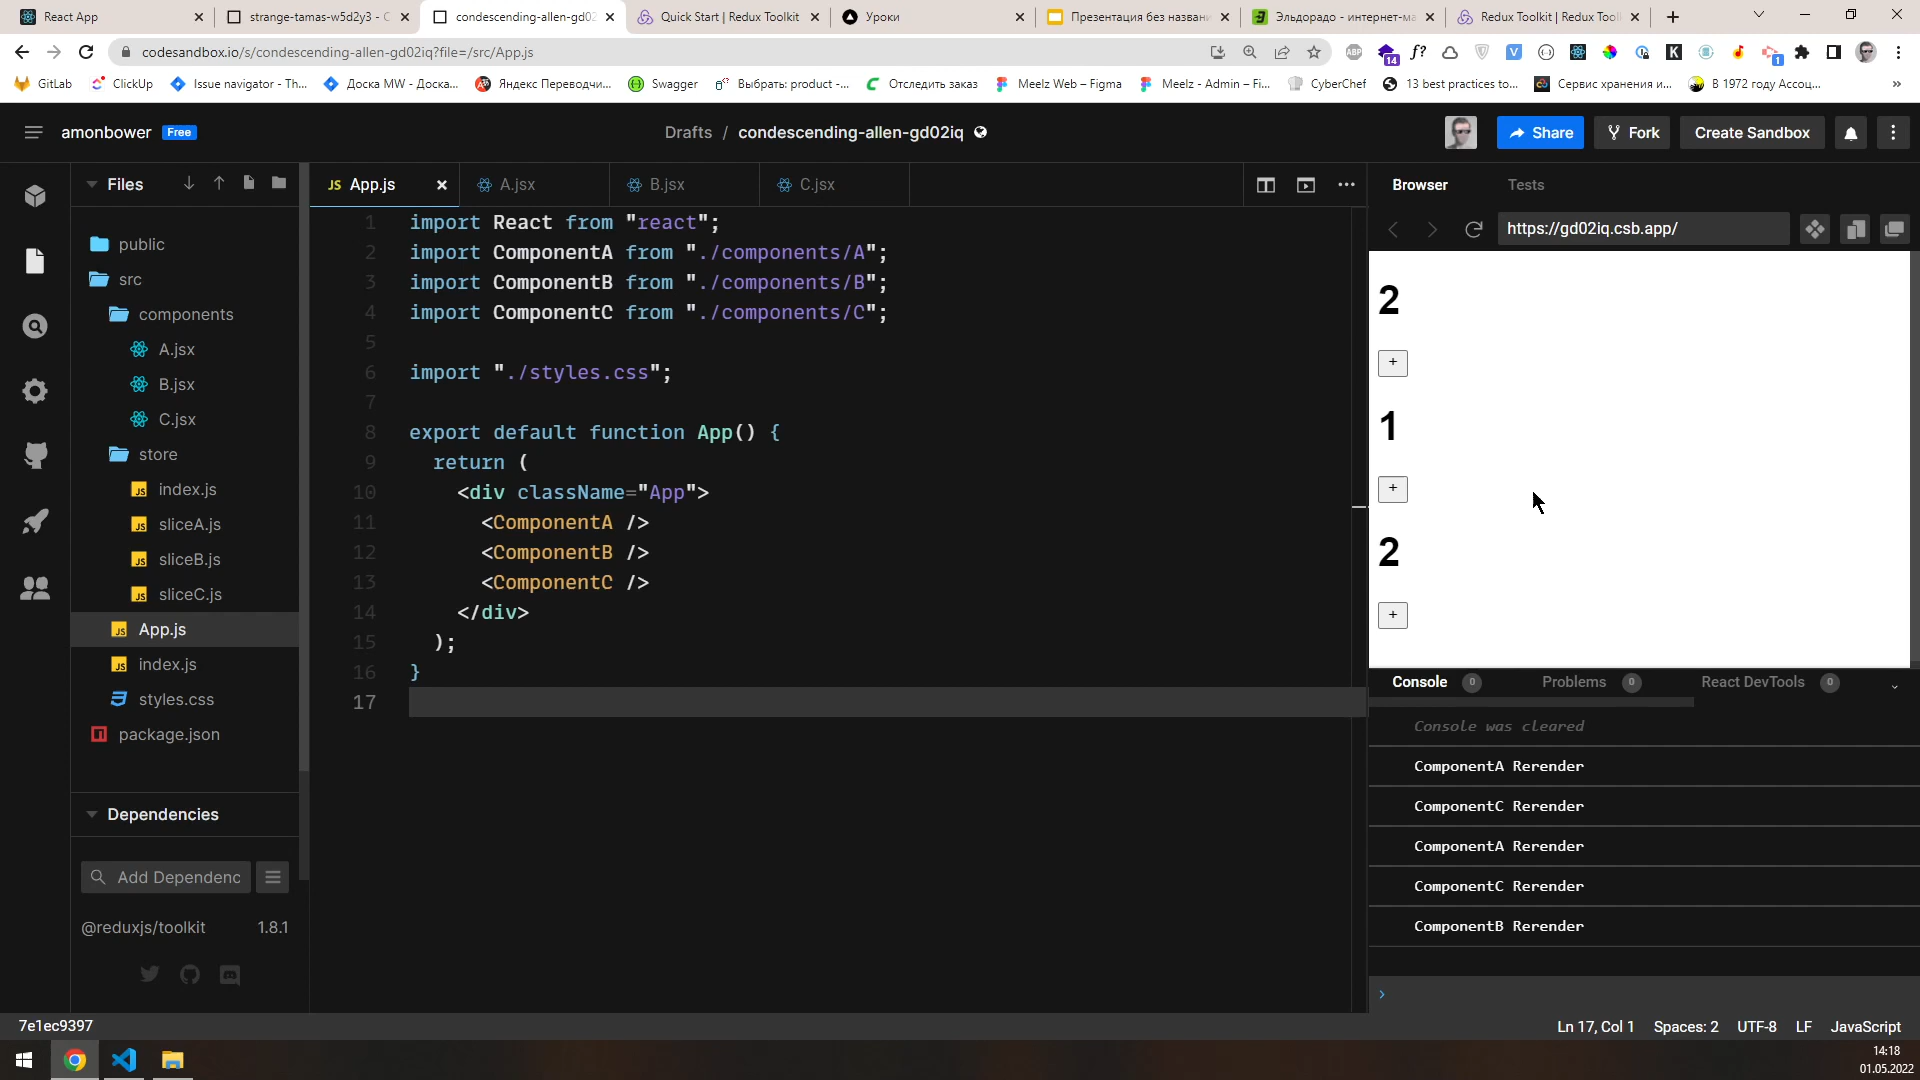 React App
strange-tamas-w5d2y3 - C
condescending-allen-gd02
Quick Start | Redux Toolkit
Уроки
Презентация без назван
Эльдорадо - интернет-ма
Redux Toolkit | Redux Tool
codesandbox.io/s/condescending-allen-gd02iq?file=/src/App.js
GitLab
ClickUp
Issue navigator - Th...
Доска MW - Доска...
Яндекс Переводчи...
Swagger
Выбрать: product -...
Отследить заказ
Meelz Web – Figma
Meelz - Admin – Fi...
CyberChef
13 best practices to...
Сервис хранения и...
В 1972 году Ассоц...
amonbower Free
Drafts / condescending-allen-gd02iq
Share
Fork
Create Sandbox
Files
public
src
components
A.jsx
B.jsx
C.jsx
store
index.js
sliceA.js
sliceB.js
sliceC.js
App.js
index.js
styles.css
package.json
Dependencies
Add Dependenc
@reduxjs/toolkit 1.8.1
App.js
A.jsx
B.jsx
C.jsx
1 import React from "react";
2 import ComponentA from "./components/A";
3 import ComponentB from "./components/B";
4 import ComponentC from "./components/C";
5
6 import "./styles.css";
7
8 export default function App() {
9 return (
10 <div className="App">
11 <ComponentA />
12 <ComponentB />
13 <ComponentC />
14 </div>
15 );
16 }
17
Browser
Tests
https://gd02iq.csb.app/
2
+
1
+
2
+
Console 0
Problems 0
React DevTools 0
Console was cleared
ComponentA Rerender
ComponentC Rerender
ComponentA Rerender
ComponentC Rerender
ComponentB Rerender
7e1ec9397
Ln 17, Col 1 Spaces: 2 UTF-8 LF JavaScript
14:18
01.05.2022